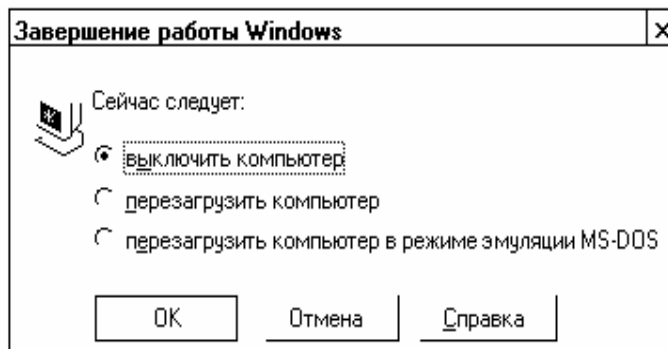 Завершение работы Windows
Сейчас следует:
выключить компьютер
перезагрузить компьютер
перезагрузить компьютер в режиме эмуляции MS-DOS
OK Отмена Справка